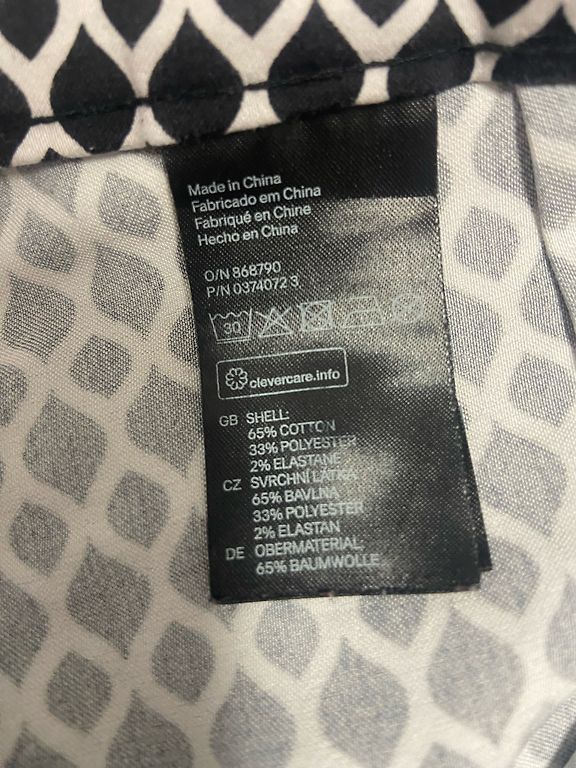 Made in China
Fabricado em China
Fabriqué en Chine
Hecho en China
O/N 868790
P/N 0374072 3
30
clevercare.info
GB SHELL:
65% COTTON
33% POLYESTER
2% ELASTANE
CZ SVRCHNÍ LÁTKA
65% BAVLNA
33% POLYESTER
2% ELASTAN
DE OBERMATERIAL
65% BAUMWOLLE